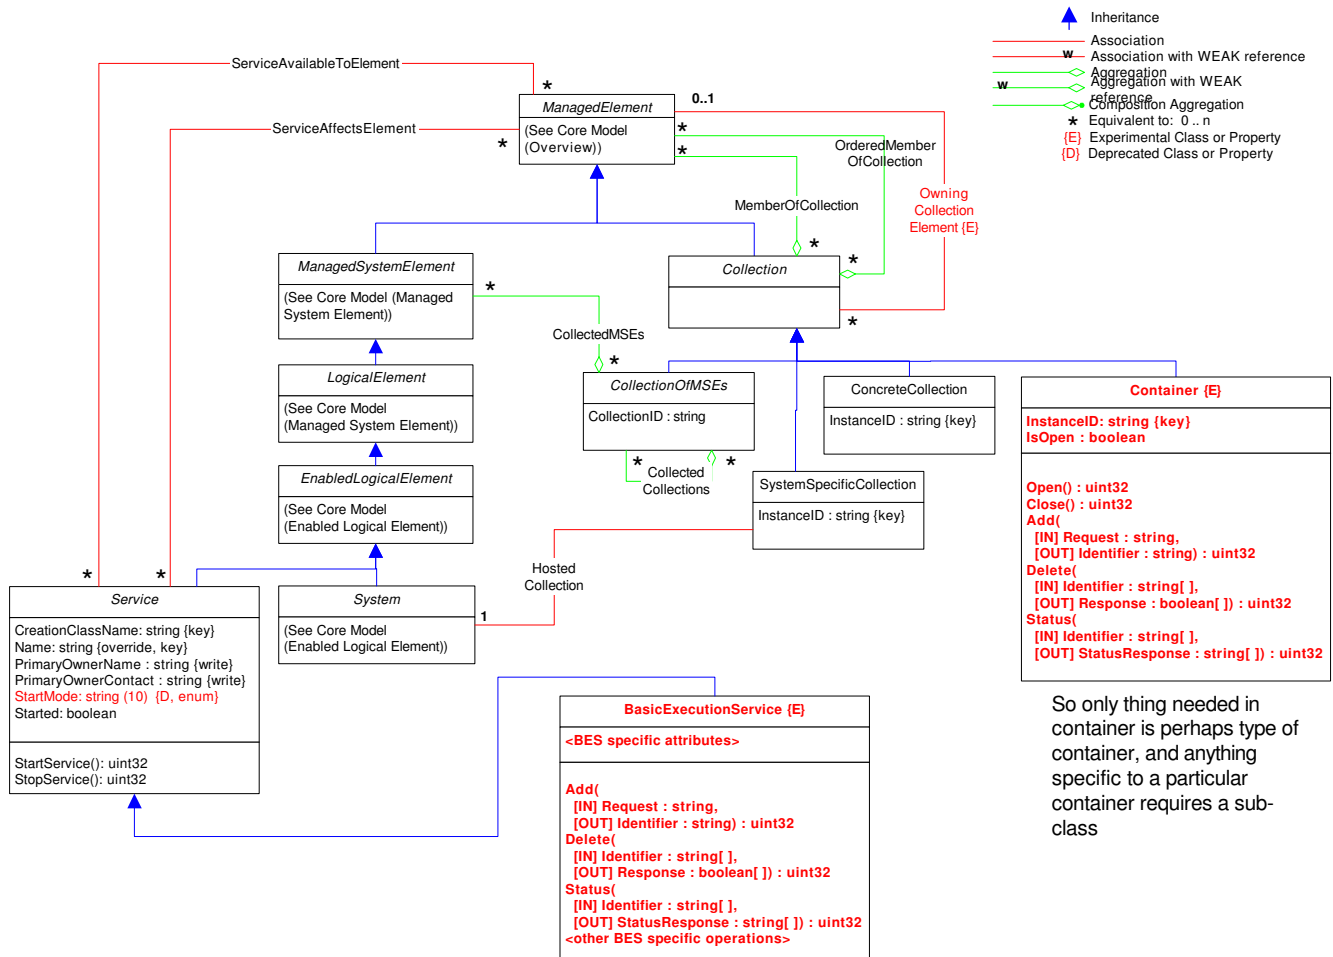 Inheritance
Association
w
Association with WEAK reference
Aggregation
w
Aggregation with WEAK
reference
Composition Aggregation
* Equivalent to: 0 .. n
{E} Experimental Class or Property
{D} Deprecated Class or Property
ServiceAvailableToElement
*
ManagedElement
(See Core Model
(Overview))
0..1
ServiceAffectsElement
*
*
*
OrderedMember
OfCollection
MemberOfCollection
Owning
Collection
Element {E}
*
*
*
Collection
ManagedSystemElement
(See Core Model (Managed
System Element))
*
CollectedMSEs
*
LogicalElement
(See Core Model
(Managed System Element))
CollectionOfMSEs
CollectionID : string
*
*
Collected
Collections
ConcreteCollection
InstanceID : string {key}
Container {E}
InstanceID: string {key}
IsOpen : boolean
Open() : uint32
Close() : uint32
Add(
[IN] Request : string,
[OUT] Identifier : string) : uint32
Delete(
[IN] Identifier : string[ ],
[OUT] Response : boolean[ ]) : uint32
Status(
[IN] Identifier : string[ ],
[OUT] StatusResponse : string[ ]) : uint32
EnabledLogicalElement
(See Core Model
(Enabled Logical Element))
SystemSpecificCollection
InstanceID : string {key}
Hosted
Collection
*
*
Service
CreationClassName: string {key}
Name: string {override, key}
PrimaryOwnerName : string {write}
PrimaryOwnerContact : string {write}
StartMode: string (10) {D, enum}
Started: boolean
StartService(): uint32
StopService(): uint32
System
(See Core Model
(Enabled Logical Element))
1
BasicExecutionService {E}
<BES specific attributes>
Add(
[IN] Request : string,
[OUT] Identifier : string) : uint32
Delete(
[IN] Identifier : string[ ],
[OUT] Response : boolean[ ]) : uint32
Status(
[IN] Identifier : string[ ],
[OUT] StatusResponse : string[ ]) : uint32
<other BES specific operations>
So only thing needed in
container is perhaps type of
container, and anything
specific to a particular
container requires a sub-
class